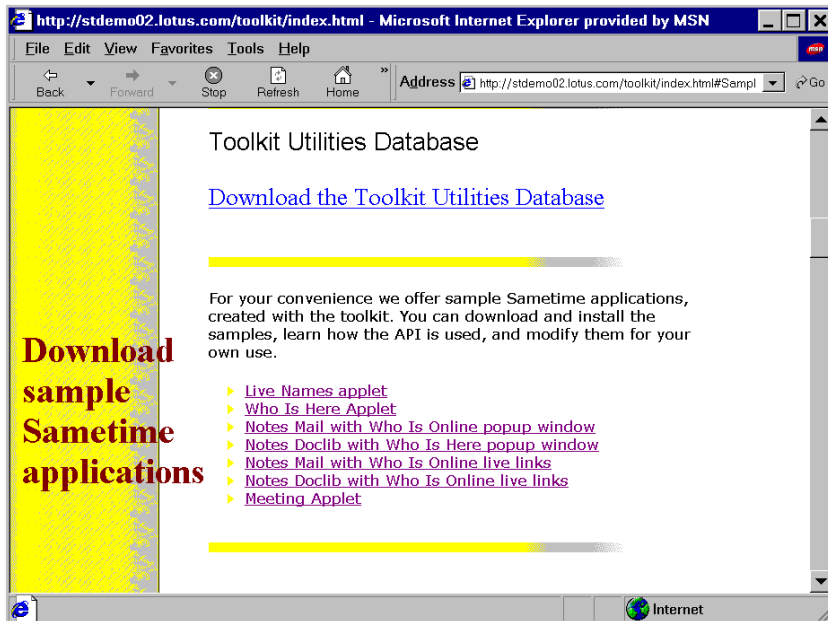 http://stdemo02.lotus.com/toolkit/index.html - Microsoft Internet Explorer provided by MSN
File Edit View Favorites Tools Help
msn
Back Forward Stop Refresh Home » Address http://stdemo02.lotus.com/toolkit/index.html#Sampl Go
Toolkit Utilities Database
Download the Toolkit Utilities Database
For your convenience we offer sample Sametime applications,
created with the toolkit. You can download and install the
samples, learn how the API is used, and modify them for your
own use.
Download
sample
Sametime
applications
Live Names applet
Who Is Here Applet
Notes Mail with Who Is Online popup window
Notes Doclib with Who Is Here popup window
Notes Mail with Who Is Online live links
Notes Doclib with Who Is Online live links
Meeting Applet
Internet